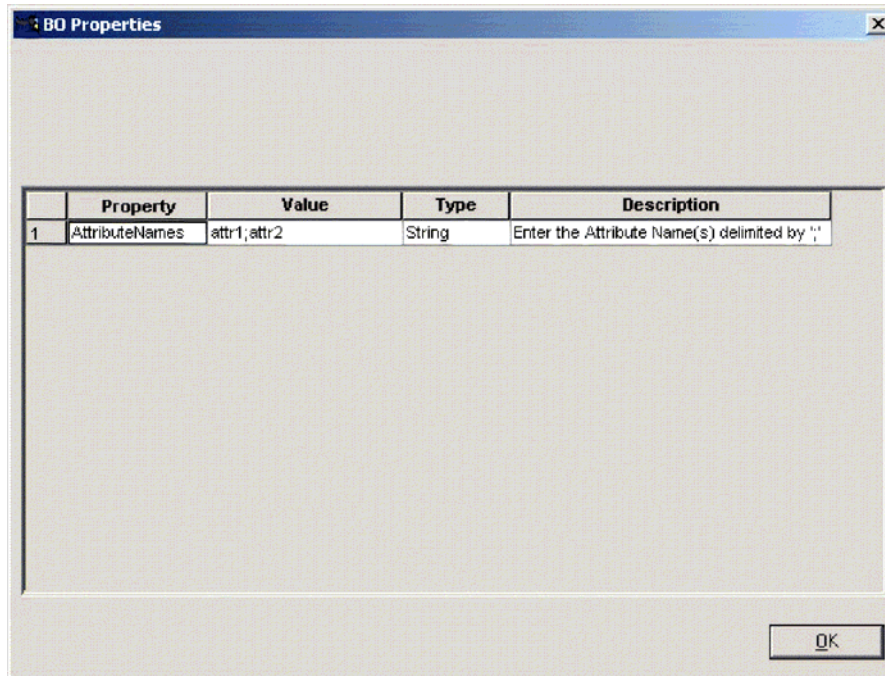 BO Properties
Property Value Type Description
1 AttributeNames attr1;attr2 String Enter the Attribute Name(s) delimited by ';'
OK